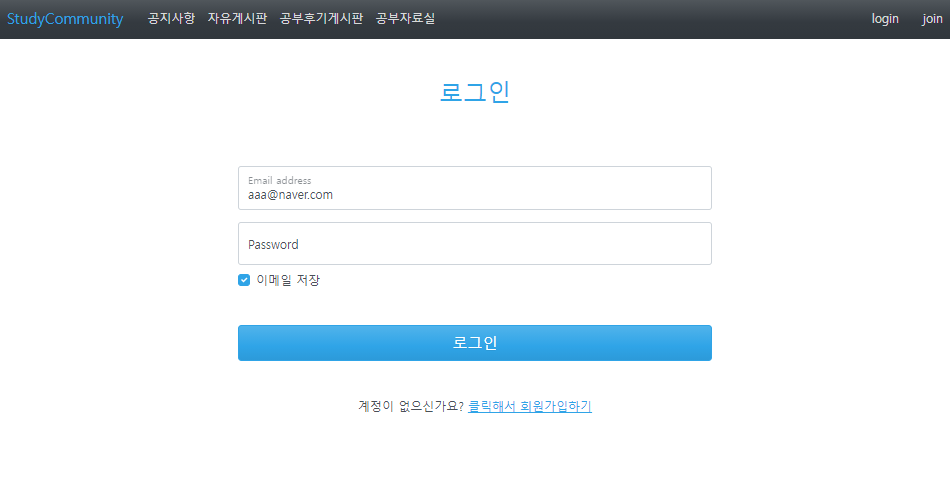 StudyCommunity 공지사항 자유게시판 공부후기게시판 공부자료실 login join
로그인
Email address
aaa@naver.com
Password
이메일 저장
로그인
계정이 없으신가요? 클릭해서 회원가입하기